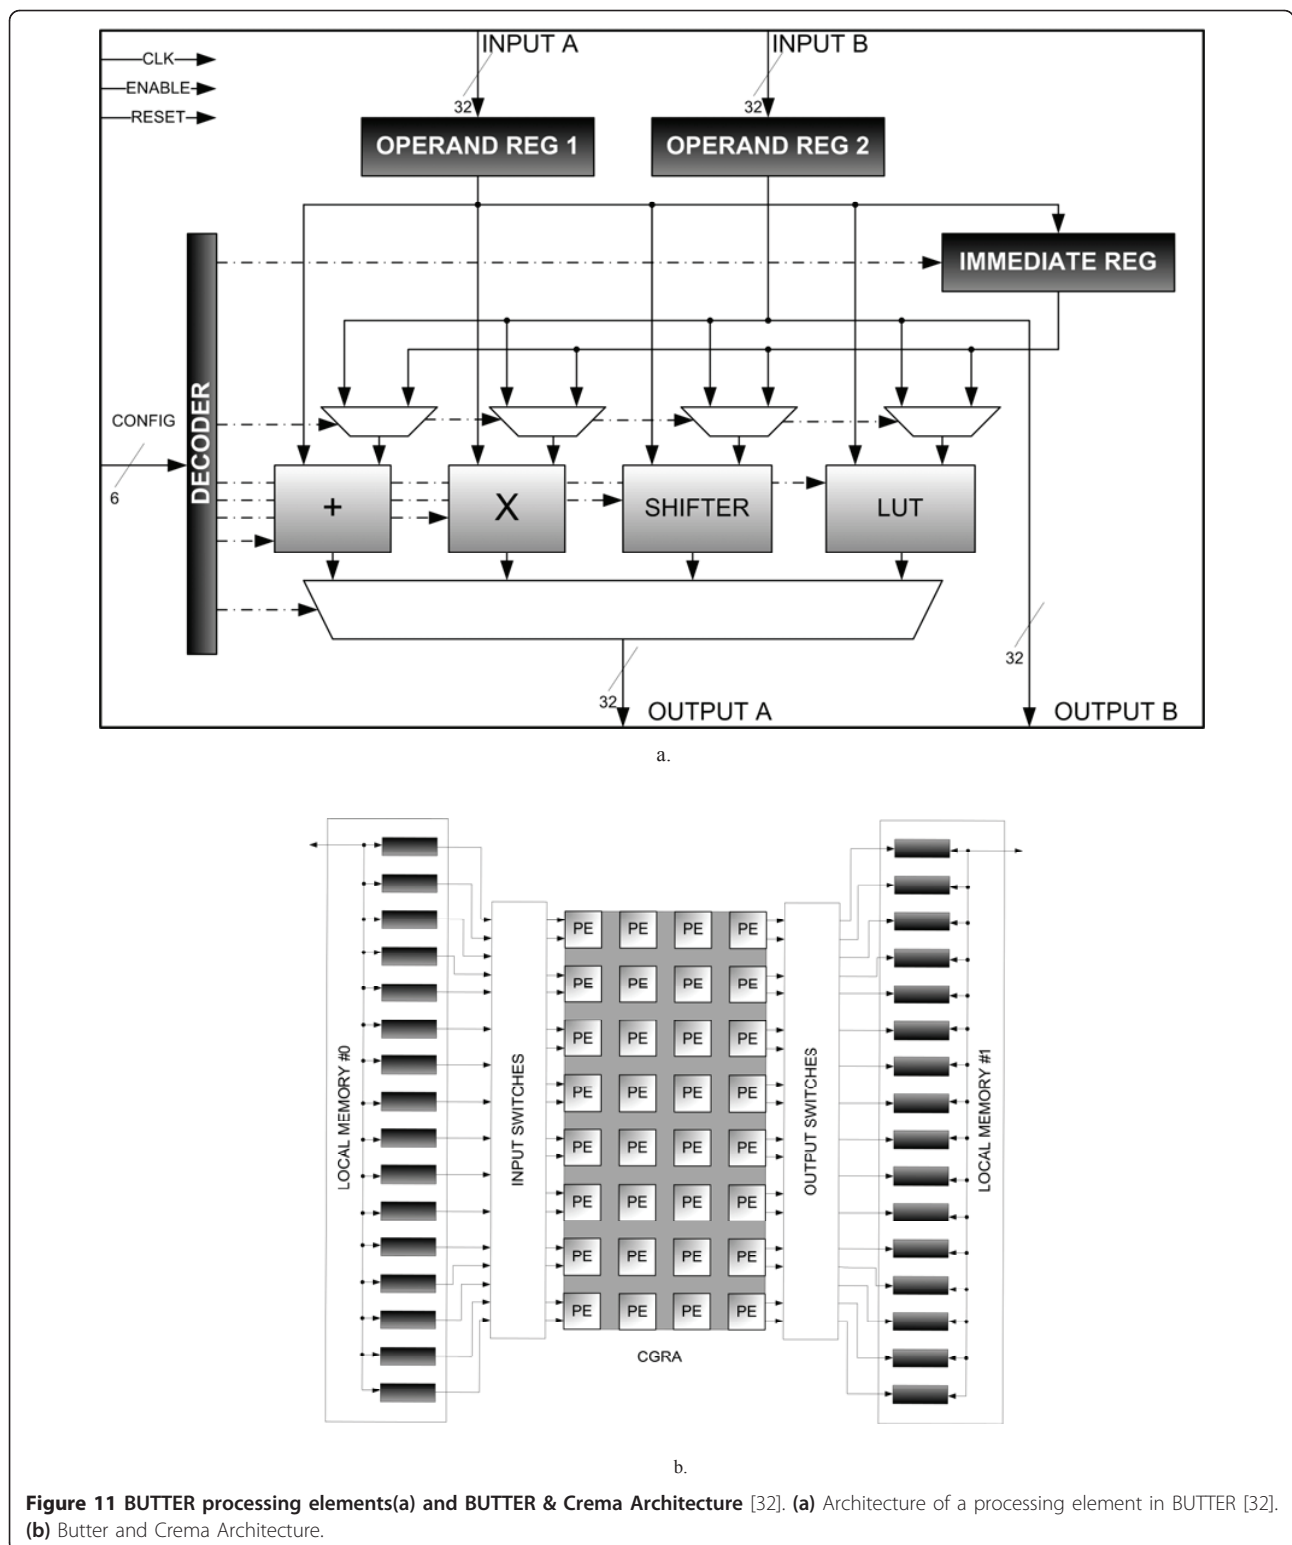 INPUT A
INPUT B
CLK
ENABLE
RESET
32
32
OPERAND REG 1
OPERAND REG 2
IMMEDIATE REG
DECODER
CONFIG
6
+
X
SHIFTER
LUT
32
32
OUTPUT A
OUTPUT B
a.
LOCAL MEMORY #0
INPUT SWITCHES
PE PE PE PE
PE PE PE PE
PE PE PE PE
PE PE PE PE
PE PE PE PE
PE PE PE PE
PE PE PE PE
PE PE PE PE
OUTPUT SWITCHES
LOCAL MEMORY #1
CGRA
b.
Figure 11 BUTTER processing elements(a) and BUTTER & Crema Architecture [32]. (a) Architecture of a processing element in BUTTER [32].
(b) Butter and Crema Architecture.